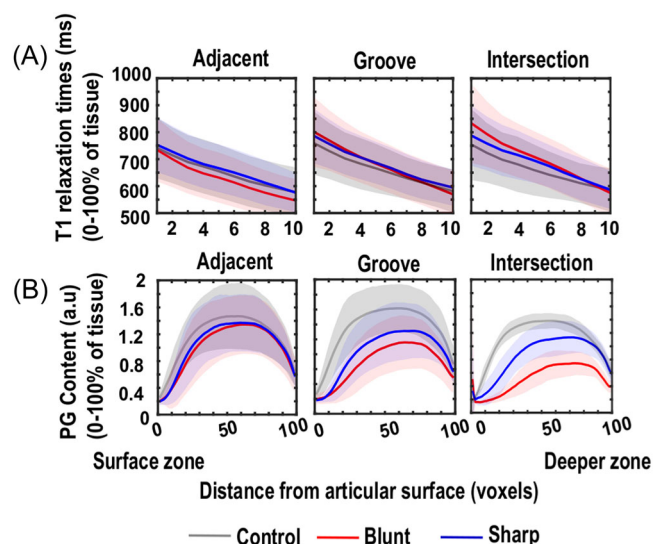 (A)
T1 relaxation times (ms)
(0-100% of tissue)
Adjacent
Groove
Intersection
1000
900
800
700
600
500
2 4 6 8 10
2 4 6 8 10
2 4 6 8 10
(B)
PG Content (a.u)
(0-100% of tissue)
Adjacent
Groove
Intersection
2
1.6
1.2
0.8
0.4
0
0 50 100
0 50 100
0 50 100
Surface zone
Deeper zone
Distance from articular surface (voxels)
Control Blunt Sharp